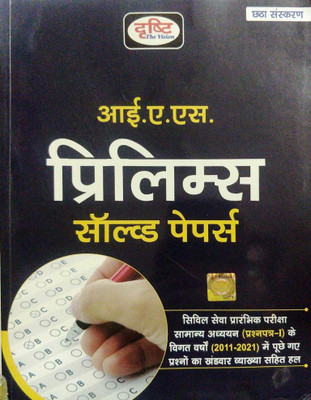 दृष्टि
The Vision
छठा संस्करण
आई.ए.एस.
प्रिलिम्स
सॉल्व्ड पेपर्स
सिविल सेवा प्रारंभिक परीक्षा
सामान्य अध्ययन (प्रश्नपत्र-I) के
विगत वर्षों (2011-2021) में पूछे गए
प्रश्नों का खंडवार व्याख्या सहित हल